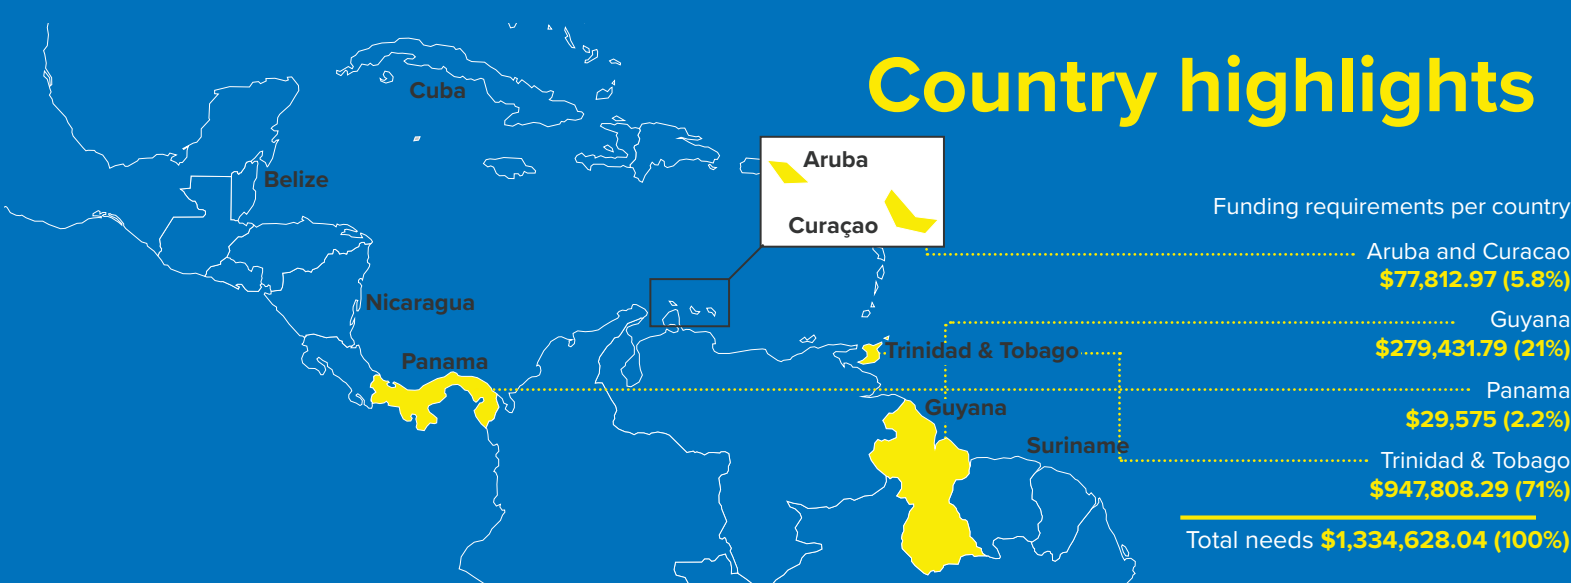 Country highlights
Cuba
Aruba
Belize
Curaçao
Nicaragua
Panama
Trinidad & Tobago
Guyana
Suriname
Funding requirements per country
Aruba and Curacao
$77,812.97 (5.8%)
Guyana
$279,431.79 (21%)
Panama
$29,575 (2.2%)
Trinidad & Tobago
$947,808.29 (71%)
Total needs $1,334,628.04 (100%)